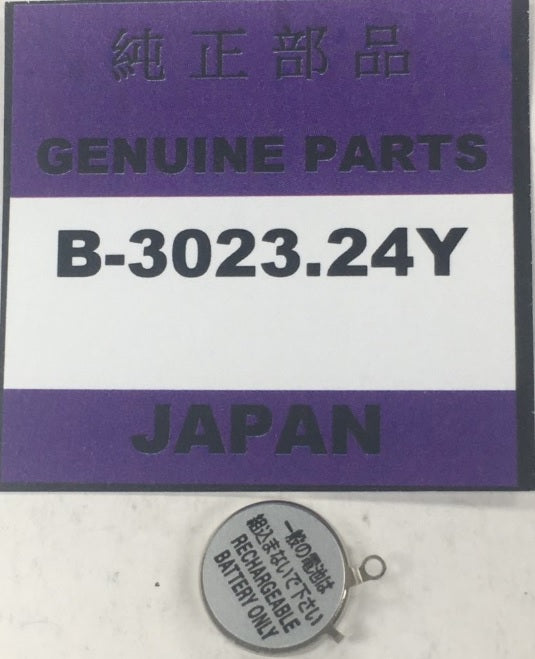 純正部品
GENUINE PARTS
B-3023.24Y
JAPAN
一般の電池は
組込まないで下さい
RECHARGEABLE
BATTERY ONLY